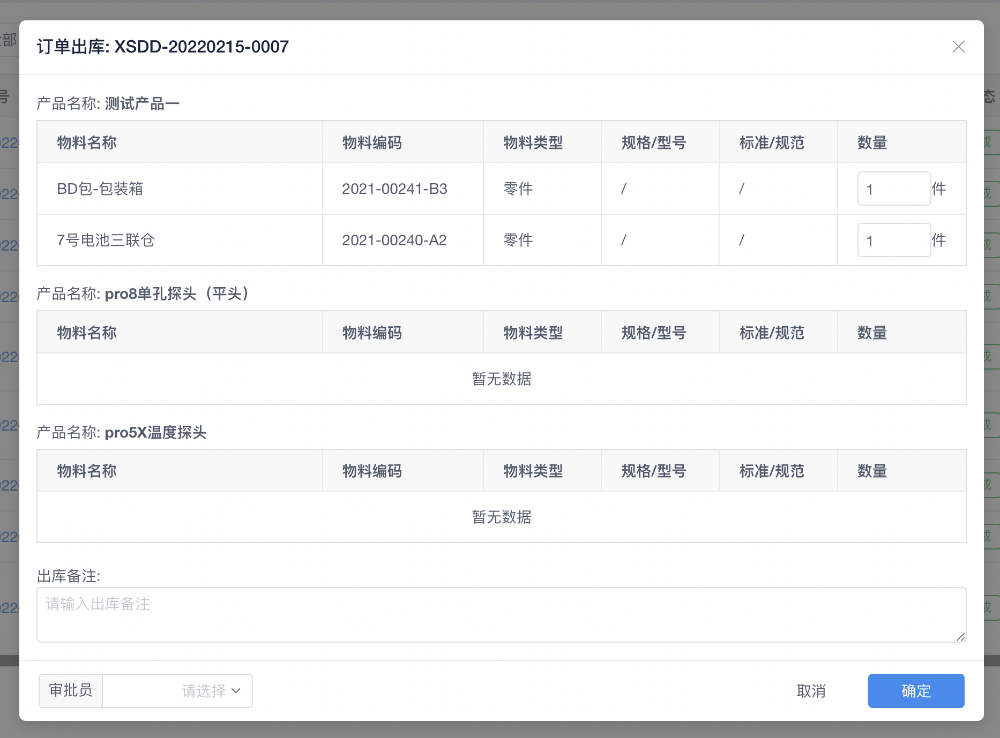 订单出库: XSDD-20220215-0007
产品名称: 测试产品一
物料名称 物料编码 物料类型 规格/型号 标准/规范 数量
BD包-包装箱 2021-00241-B3 零件 / / 1 件
7号电池三联仓 2021-00240-A2 零件 / / 1 件
产品名称: pro8单孔探头（平头）
物料名称 物料编码 物料类型 规格/型号 标准/规范 数量
暂无数据
产品名称: pro5X温度探头
物料名称 物料编码 物料类型 规格/型号 标准/规范 数量
暂无数据
出库备注:
请输入出库备注
审批员 请选择 取消 确定